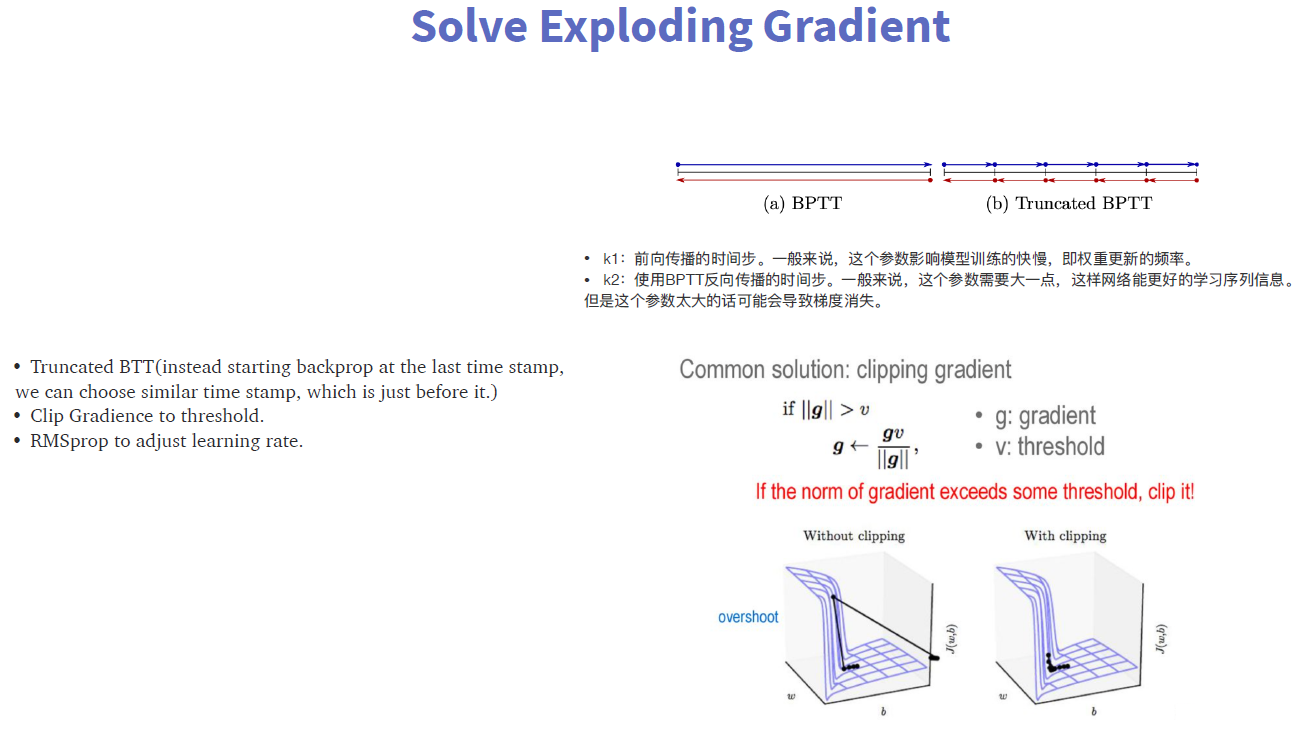 Solve Exploding Gradient
(a) BPTT
(b) Truncated BPTT
• k1：前向传播的时间步。一般来说，这个参数影响模型训练的快慢，即权重更新的频率。
• k2：使用BPTT反向传播的时间步。一般来说，这个参数需要大一点，这样网络能更好的学习序列信息。
但是这个参数太大的话可能会导致梯度消失。
• Truncated BTT(instead starting backprop at the last time stamp,
we can choose similar time stamp, which is just before it.)
• Clip Gradience to threshold.
• RMSprop to adjust learning rate.
Common solution: clipping gradient
if ||g|| > v
g ← gv / ||g|| ,
• g: gradient
• v: threshold
If the norm of gradient exceeds some threshold, clip it!
Without clipping
With clipping
overshoot
J(w,b)
w
b
J(w,b)
w
b